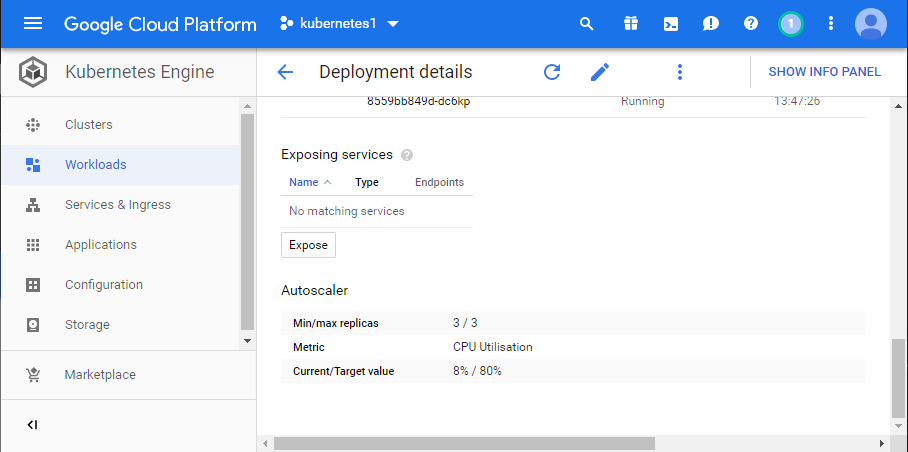 Google Cloud Platform kubernetes1 1
Kubernetes Engine
Deployment details
SHOW INFO PANEL
Clusters
Workloads
Services & Ingress
Applications
Configuration
Storage
Marketplace
8559bb849d-dc6kp Running 13:47:26
Exposing services
Name Type Endpoints
No matching services
Expose
Autoscaler
Min/max replicas 3 / 3
Metric CPU Utilisation
Current/Target value 8% / 80%